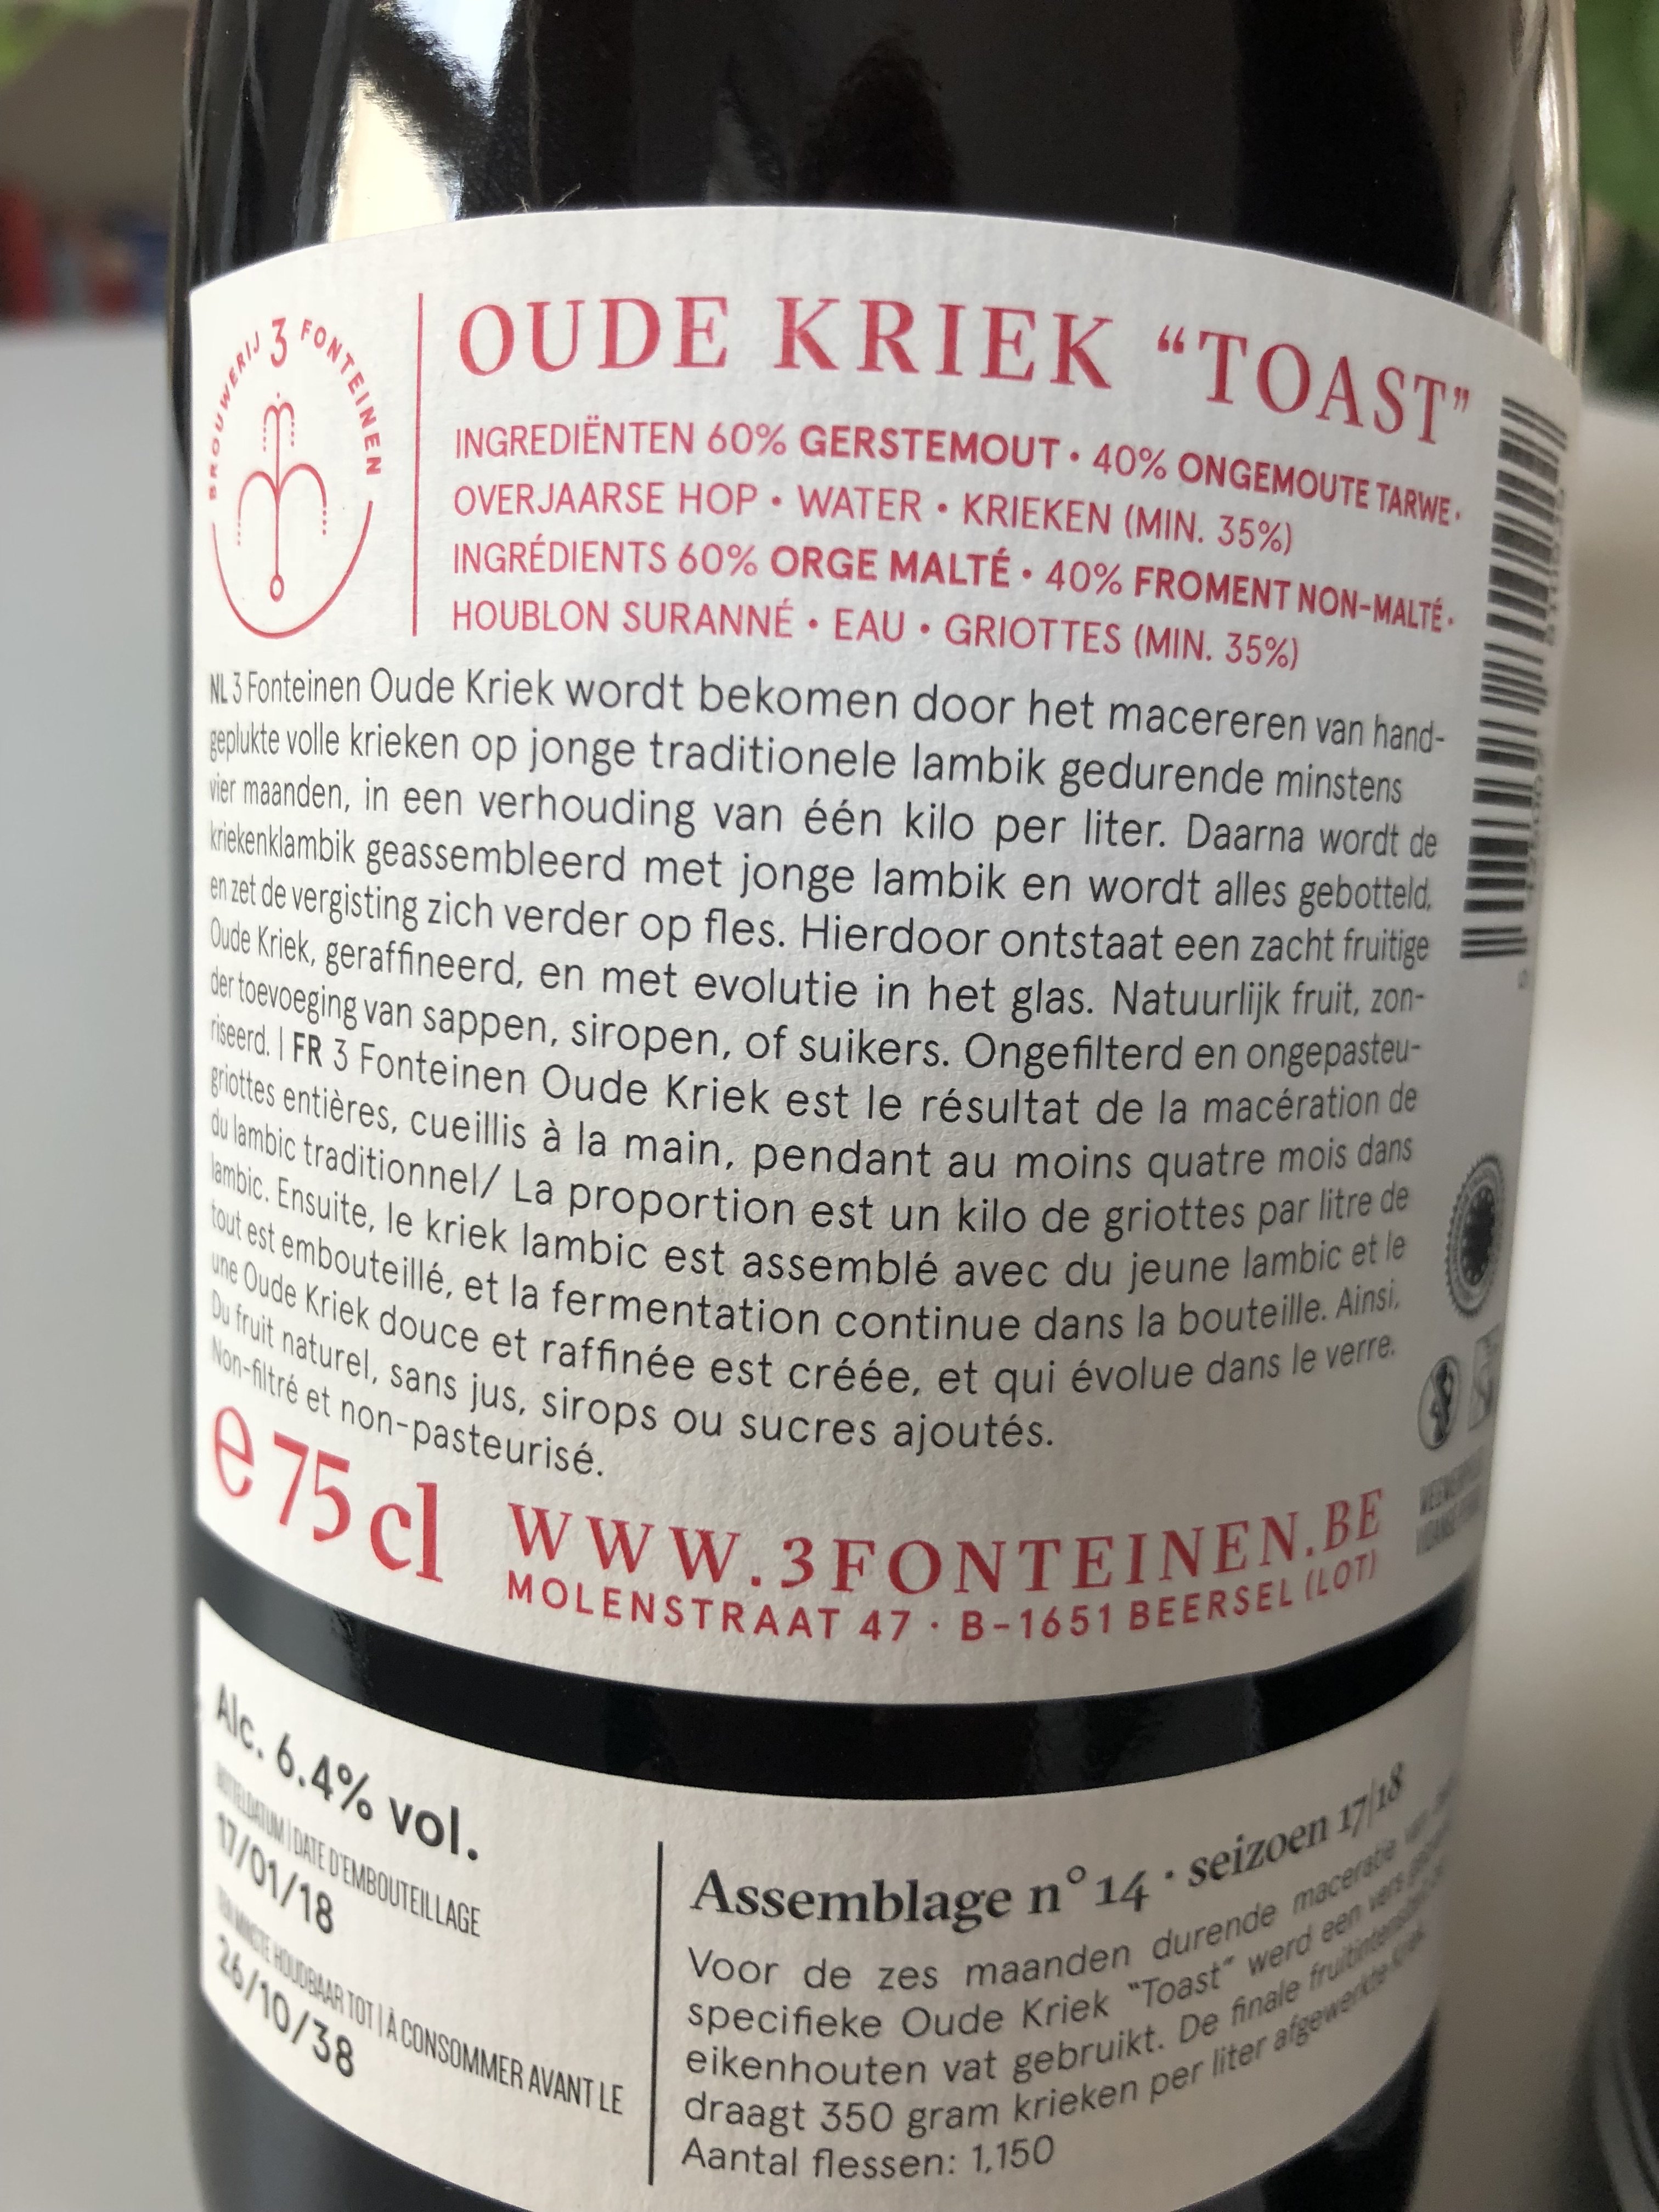 BROUWERIJ 3 FONTEINEN
OUDE KRIEK “TOAST”
INGREDIËNTEN 60% GERSTEMOUT • 40% ONGEMOUTE TARWE •
OVERJAARSE HOP • WATER • KRIEKEN (MIN. 35%)
INGRÉDIENTS 60% ORGE MALTÉ • 40% FROMENT NON-MALTÉ •
HOUBLON SURANNÉ • EAU • GRIOTTES (MIN. 35%)
NL 3 Fonteinen Oude Kriek wordt bekomen door het macereren van hand-
geplukte volle krieken op jonge traditionele lambik gedurende minstens
vier maanden, in een verhouding van één kilo per liter. Daarna wordt de
kriekenklambik geassembleerd met jonge lambik en wordt alles gebotteld,
en zet de vergisting zich verder op fles. Hierdoor ontstaat een zacht fruitige
Oude Kriek, geraffineerd, en met evolutie in het glas. Natuurlijk fruit, zon-
der toevoeging van sappen, siropen, of suikers. Ongefilterd en ongepasteu-
riseerd. | FR 3 Fonteinen Oude Kriek est le résultat de la macération de
griottes entières, cueillis à la main, pendant au moins quatre mois dans
du lambic traditionnel/ La proportion est un kilo de griottes par litre de
lambic. Ensuite, le kriek lambic est assemblé avec du jeune lambic et le
tout est embouteillé, et la fermentation continue dans la bouteille. Ainsi,
une Oude Kriek douce et raffinée est créée, et qui évolue dans le verre.
Du fruit naturel, sans jus, sirops ou sucres ajoutés.
Non-filtré et non-pasteurisé.
e 75 cl
WWW.3FONTEINEN.BE
MOLENSTRAAT 47 • B-1651 BEERSEL (LOT)
Alc. 6.4% vol.
BOTTELDATUM | DATE D'EMBOUTEILLAGE
17/01/18
TEN MINSTE HOUDBAAR TOT | À CONSOMMER AVANT LE
26/10/38
Assemblage n°14 • seizoen 17|18
Voor de zes maanden durende maceratie van
specifieke Oude Kriek “Toast” werd een vers
eikenhouten vat gebruikt. De finale fruitintensiteit
draagt 350 gram krieken per liter afgewerkte kriek.
Aantal flessen: 1,150